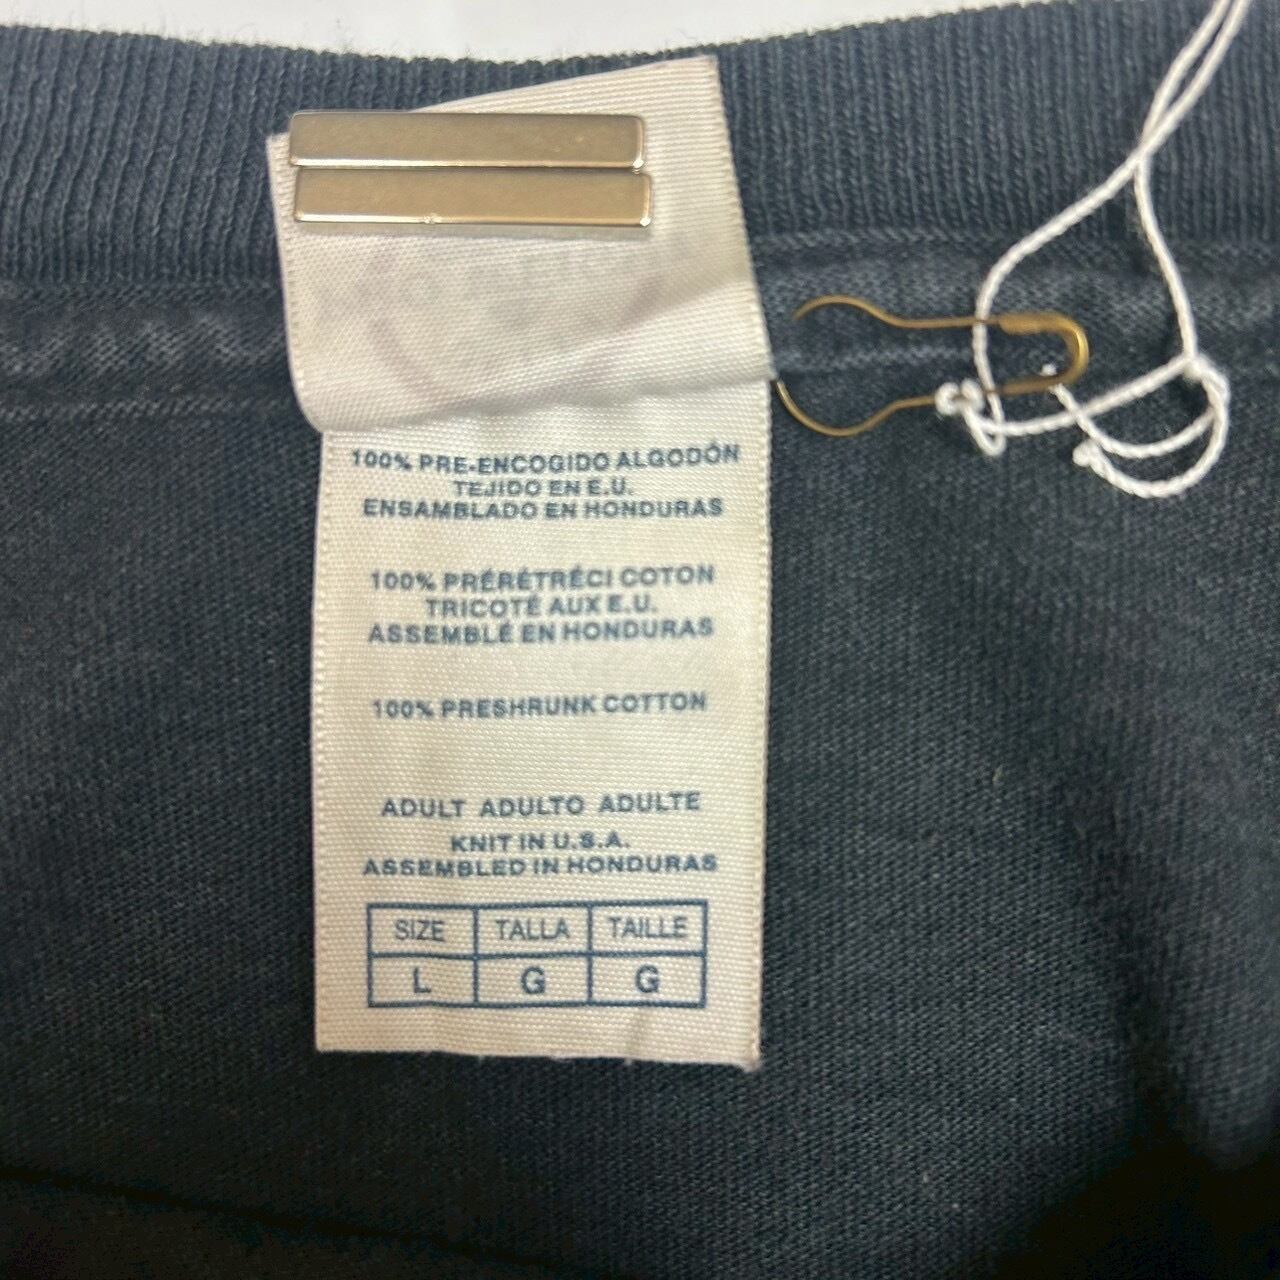 100% PRE-ENCOGIDO ALGODÓN
TEJIDO EN E.U.
ENSAMBLADO EN HONDURAS
100% PRÉRÉTRÉCI COTON
TRICOTÉ AUX E.U.
ASSEMBLÉ EN HONDURAS
100% PRESHRUNK COTTON
ADULT ADULTO ADULTE
KNIT IN U.S.A.
ASSEMBLED IN HONDURAS
SIZE TALLA TAILLE
L G G